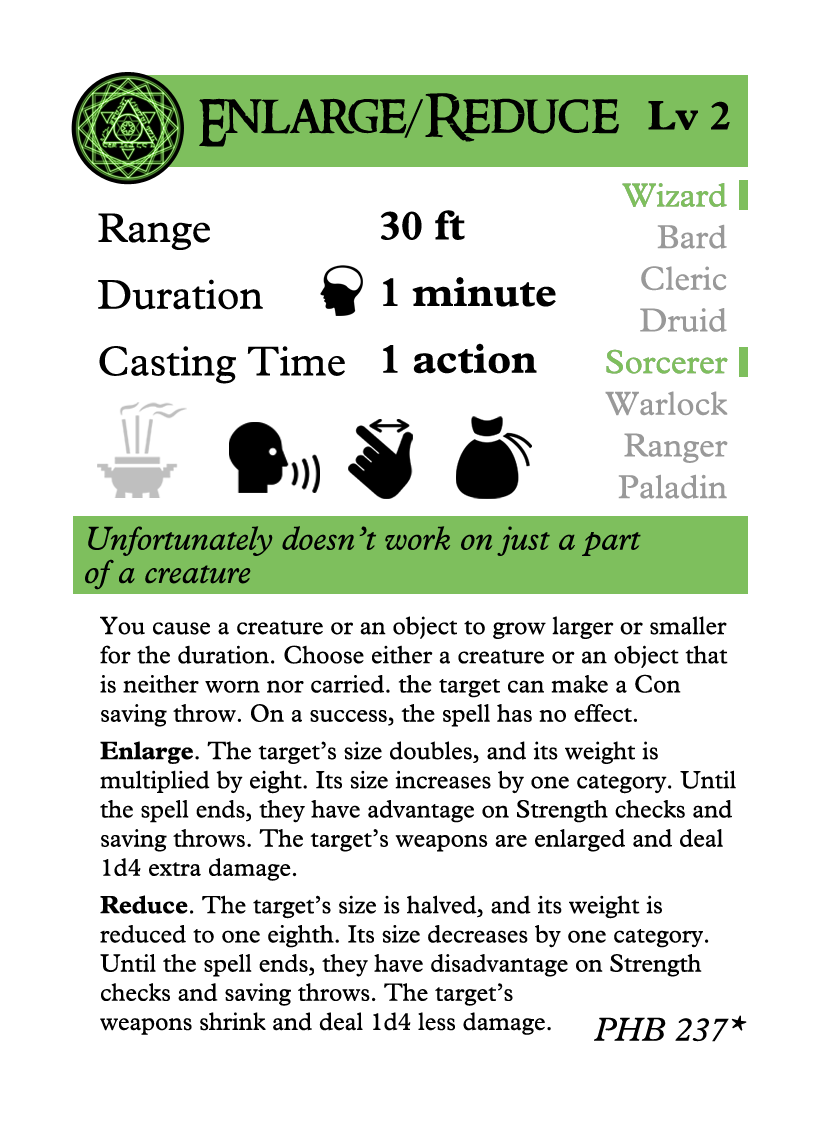 Enlarge/Reduce Lv 2
Range 30 ft
Duration 1 minute
Casting Time 1 action
Wizard
Bard
Cleric
Druid
Sorcerer
Warlock
Ranger
Paladin
Unfortunately doesn't work on just a part
of a creature
You cause a creature or an object to grow larger or smaller
for the duration. Choose either a creature or an object that
is neither worn nor carried. the target can make a Con
saving throw. On a success, the spell has no effect.
Enlarge. The target's size doubles, and its weight is
multiplied by eight. Its size increases by one category. Until
the spell ends, they have advantage on Strength checks and
saving throws. The target's weapons are enlarged and deal
1d4 extra damage.
Reduce. The target's size is halved, and its weight is
reduced to one eighth. Its size decreases by one category.
Until the spell ends, they have disadvantage on Strength
checks and saving throws. The target's
weapons shrink and deal 1d4 less damage.
PHB 237*